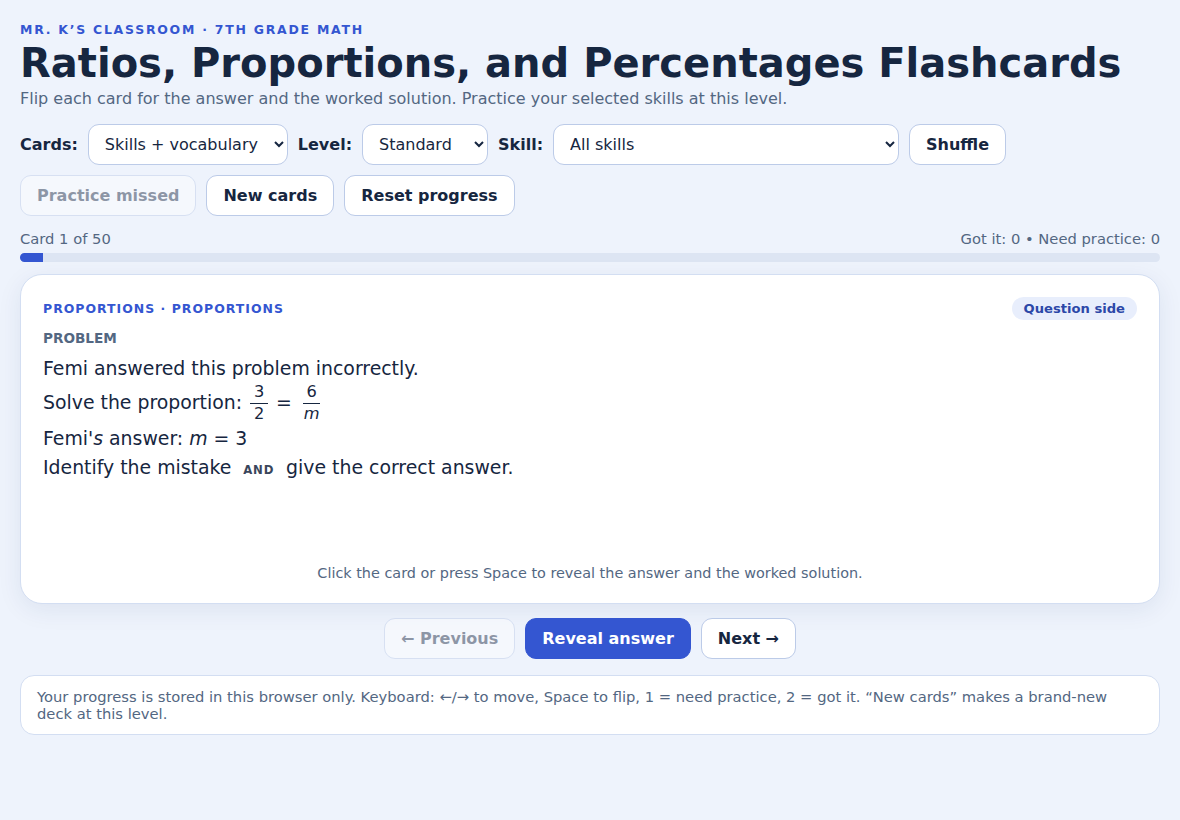 MR. K’S CLASSROOM · 7TH GRADE MATH
Ratios, Proportions, and Percentages Flashcards
Flip each card for the answer and the worked solution. Practice your selected skills at this level.
Cards: Skills + vocabulary Level: Standard Skill: All skills Shuffle
Practice missed New cards Reset progress
Card 1 of 50 Got it: 0 • Need practice: 0
PROPORTIONS · PROPORTIONS Question side
PROBLEM
Femi answered this problem incorrectly.
Solve the proportion: 3/2 = 6/m
Femi's answer: m = 3
Identify the mistake AND give the correct answer.
Click the card or press Space to reveal the answer and the worked solution.
← Previous Reveal answer Next →
Your progress is stored in this browser only. Keyboard: ←/→ to move, Space to flip, 1 = need practice, 2 = got it. “New cards” makes a brand-new
deck at this level.